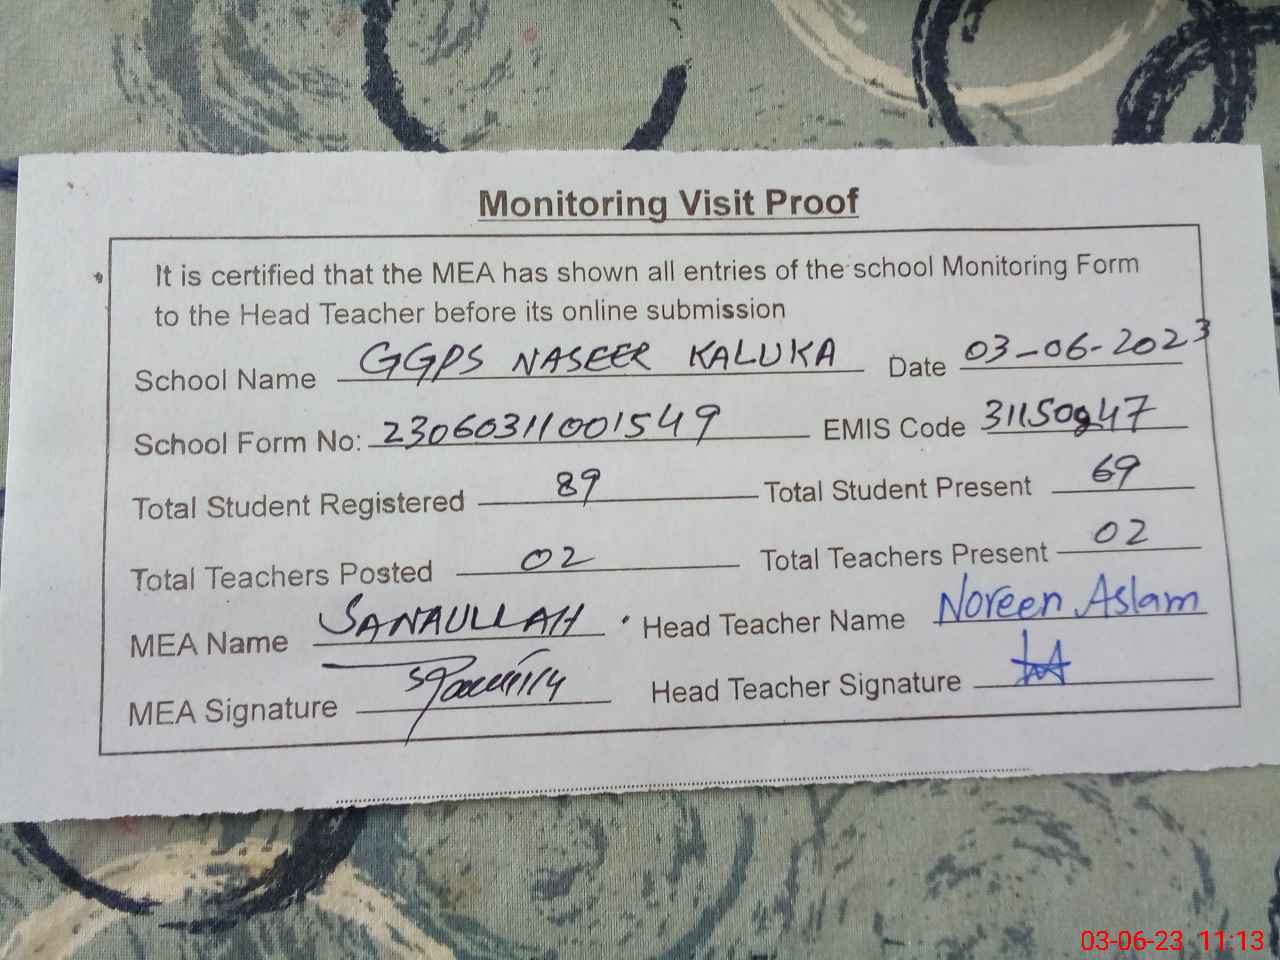 Monitoring Visit Proof
It is certified that the MEA has shown all entries of the school Monitoring Form
to the Head Teacher before its online submission
School Name GGPS NASEER KALUKA Date 03-06-2023
School Form No: 23060311001549 EMIS Code
Total Student Registered 89 Total Student Present 69
Total Teachers Posted 02 Total Teachers Present 02
MEA Name SANAULLAH Head Teacher Name Noreen Aslam
MEA Signature Head Teacher Signature
03-06-23 11:13